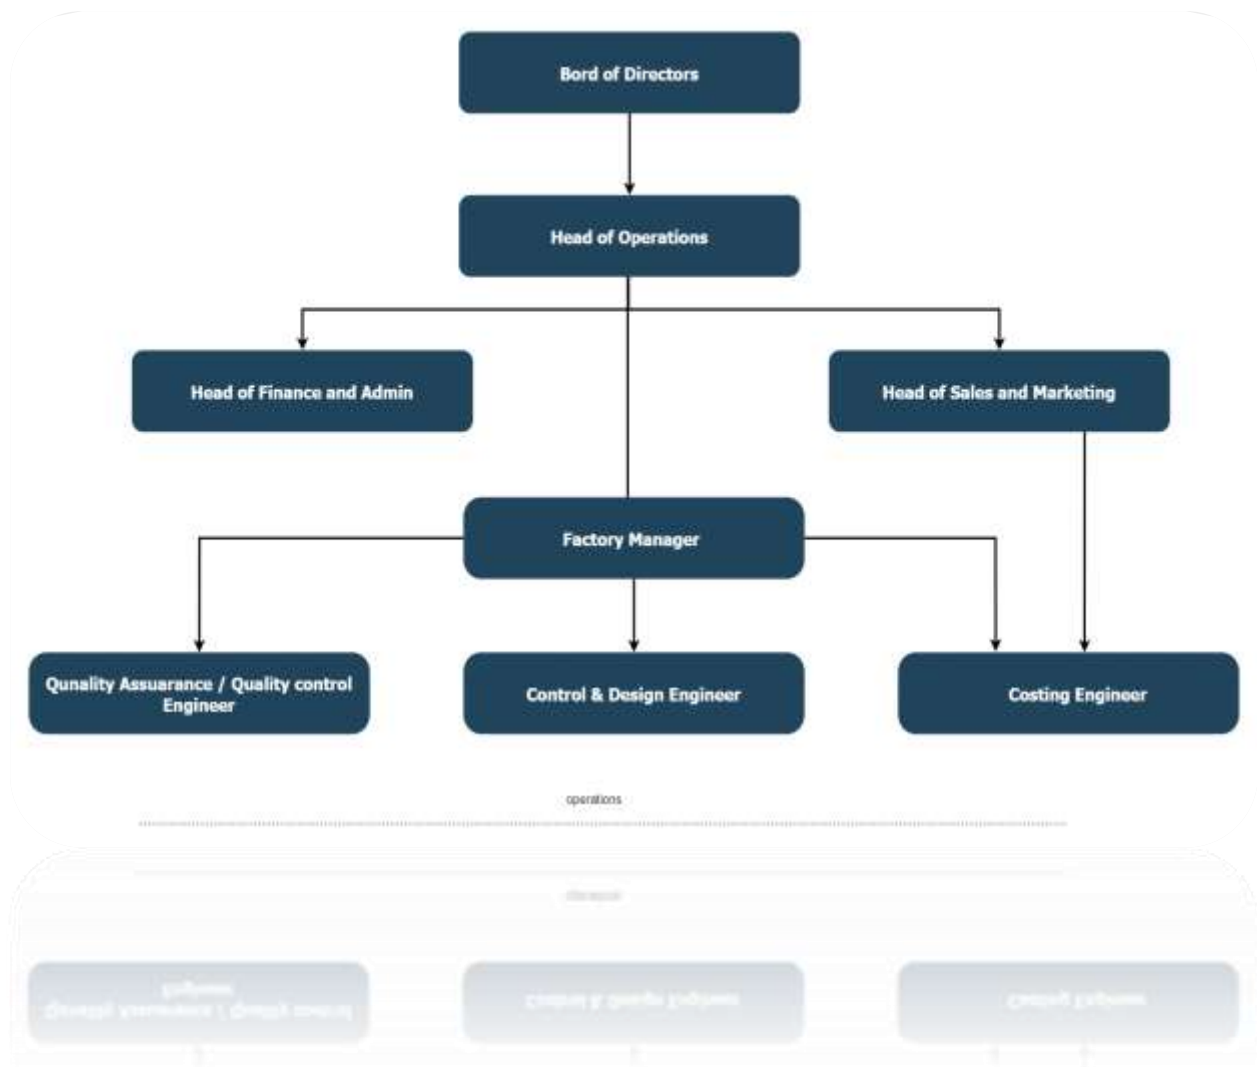 Bord of Directors
Head of Operations
Head of Finance and Admin
Head of Sales and Marketing
Factory Manager
Qunality Assuarance / Quality control
Engineer
Control & Design Engineer
Costing Engineer
operations